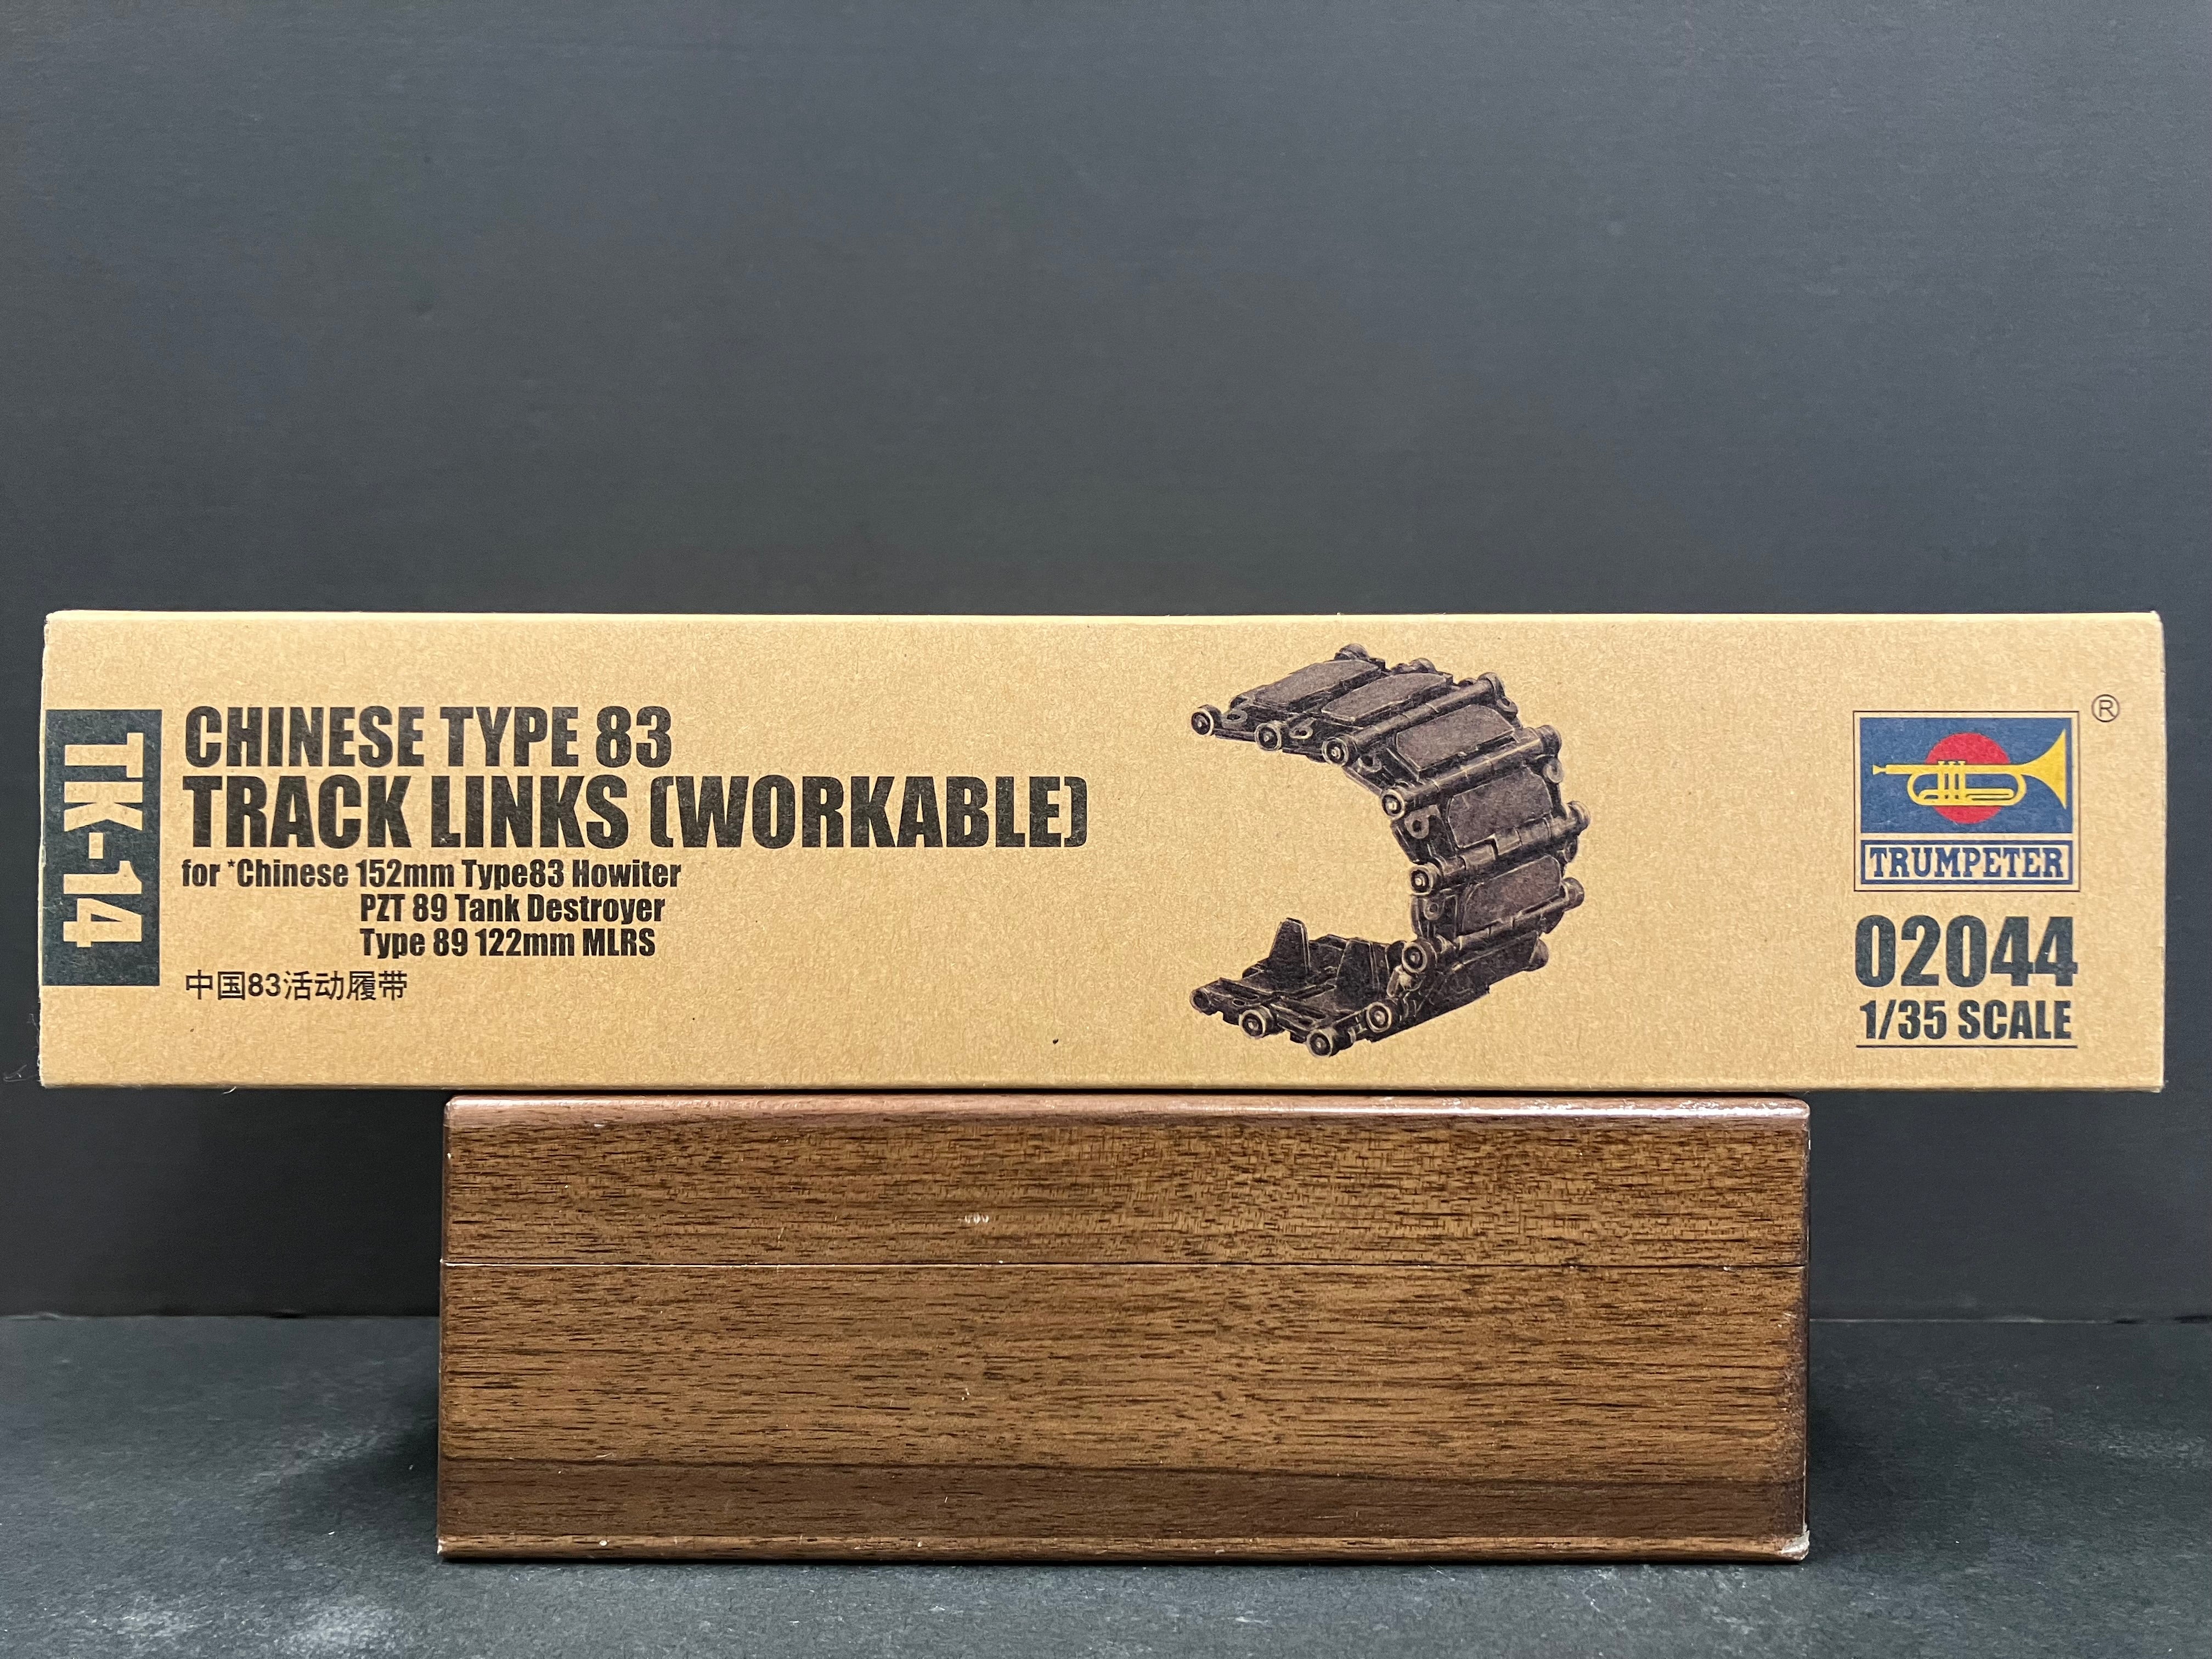 TK-14
CHINESE TYPE 83
TRACK LINKS (WORKABLE)
for *Chinese 152mm Type83 Howiter
PZT 89 Tank Destroyer
Type 89 122mm MLRS
中国83活动履带
®
TRUMPETER
02044
1/35 SCALE